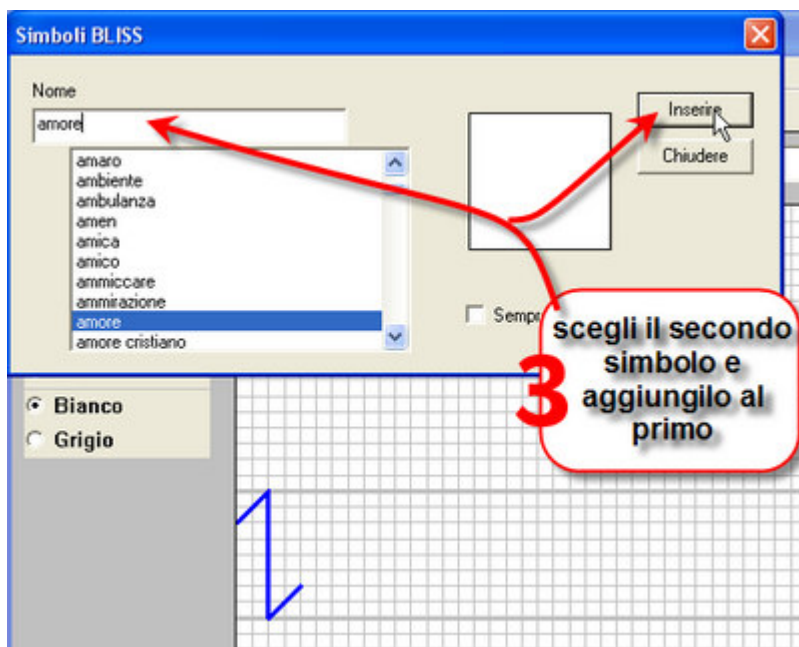 Simboli BLISS
Nome
amore
amaro
ambiente
ambulanza
amen
amica
amico
ammiccare
ammirazione
amore
amore cristiano
Inserire
Chiudere
3
scegli il secondo
simbolo e
aggiungilo al
primo
Bianco
Grigio